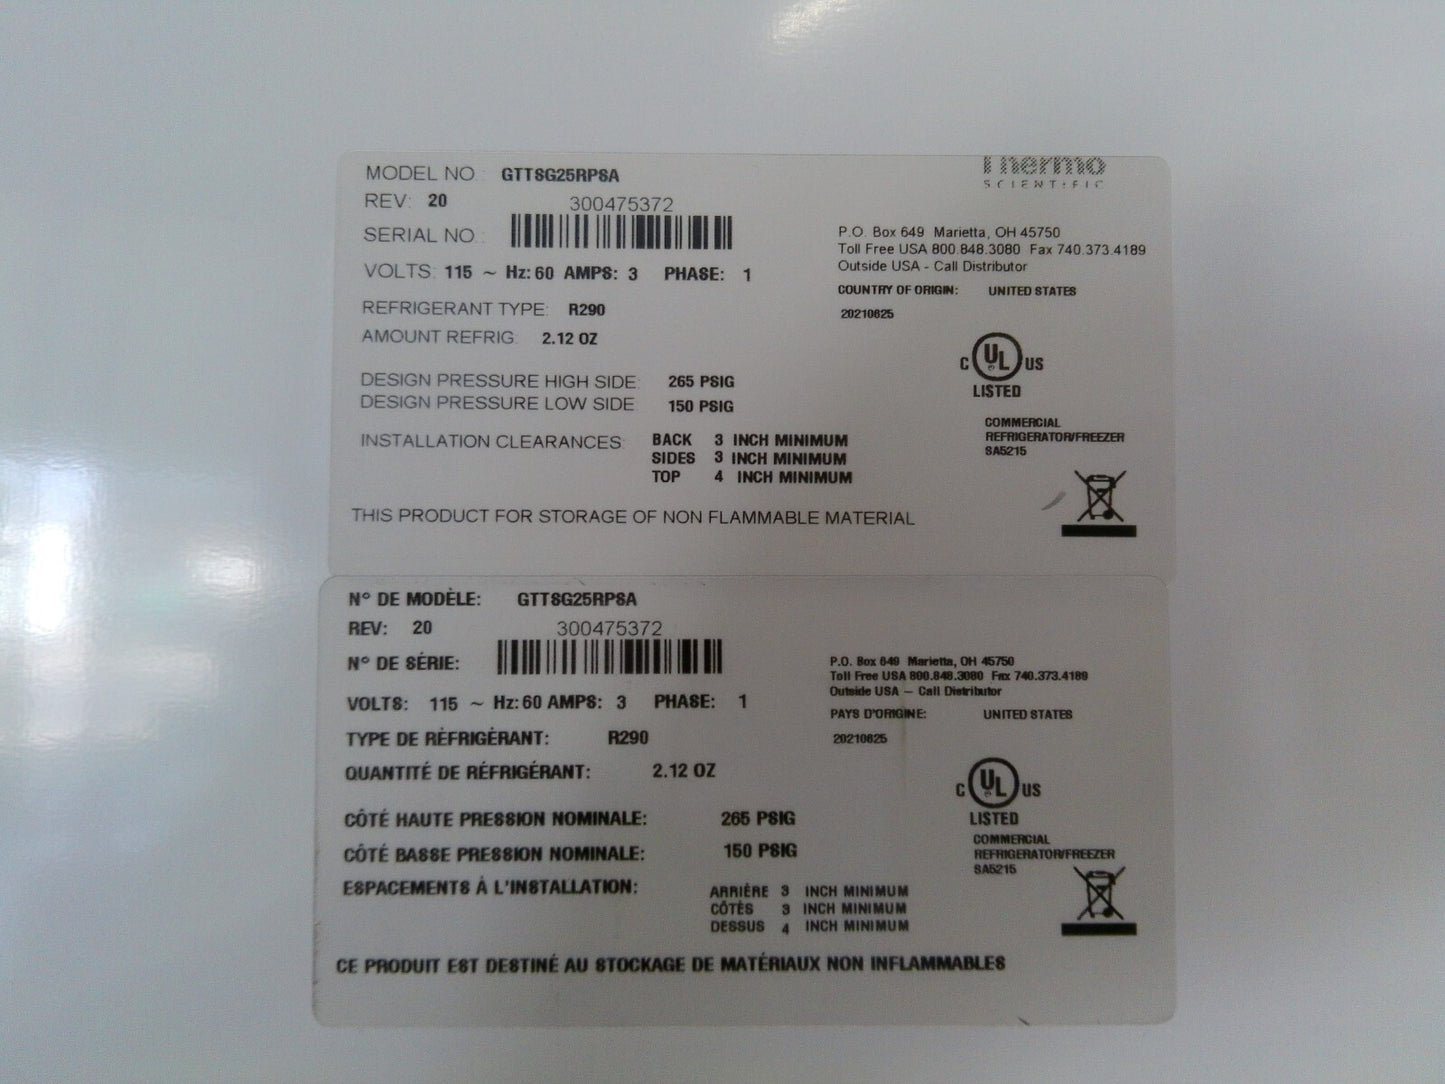 Thermo
SCIENTIFIC
MODEL NO: GTTSG25RPSA
REV: 20
300475372
SERIAL NO.:
VOLTS: 115 ~ Hz: 60 AMPS: 3 PHASE: 1
REFRIGERANT TYPE: R290
AMOUNT REFRIG: 2.12 OZ
DESIGN PRESSURE HIGH SIDE: 265 PSIG
DESIGN PRESSURE LOW SIDE 150 PSIG
INSTALLATION CLEARANCES: BACK 3 INCH MINIMUM
SIDES 3 INCH MINIMUM
TOP 4 INCH MINIMUM
THIS PRODUCT FOR STORAGE OF NON FLAMMABLE MATERIAL
P.O. Box 649 Marietta, OH 45750
Toll Free USA 800.848.3080 Fax 740.373.4189
Outside USA - Call Distributor
COUNTRY OF ORIGIN: UNITED STATES
20210625
C UL US
LISTED
COMMERCIAL
REFRIGERATOR/FREEZER
SA5215
N° DE MODÈLE: GTTSG25RPSA
REV: 20
300475372
N° DE SÉRIE:
VOLTS: 115 ~ Hz: 60 AMPS: 3 PHASE: 1
TYPE DE RÉFRIGÉRANT: R290
QUANTITÉ DE RÉFRIGÉRANT: 2.12 OZ
CÔTÉ HAUTE PRESSION NOMINALE: 265 PSIG
CÔTÉ BASSE PRESSION NOMINALE: 150 PSIG
ESPACEMENTS À L'INSTALLATION: ARRIÈRE 3 INCH MINIMUM
CÔTÉS 3 INCH MINIMUM
DESSUS 4 INCH MINIMUM
CE PRODUIT EST DESTINÉ AU STOCKAGE DE MATÉRIAUX NON INFLAMMABLES
P.O. Box 649 Marietta, OH 45750
Toll Free USA 800.848.3080 Fax 740.373.4189
Outside USA – Call Distributor
PAYS D'ORIGINE: UNITED STATES
20210625
C UL US
LISTED
COMMERCIAL
REFRIGERATOR/FREEZER
SA5215